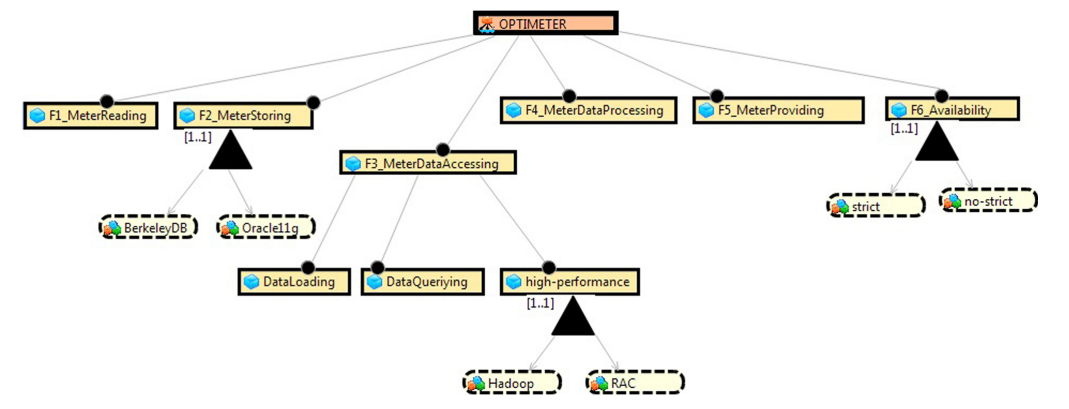 OPTIMETER
F1_MeterReading
F2_MeterStoring
F4_MeterDataProcessing
F5_MeterProviding
F6_Availability
[1..1]
[1..1]
F3_MeterDataAccessing
strict
no-strict
BerkeleyDB
Oracle11g
DataLoading
DataQueriying
high-performance
[1..1]
Hadoop
RAC